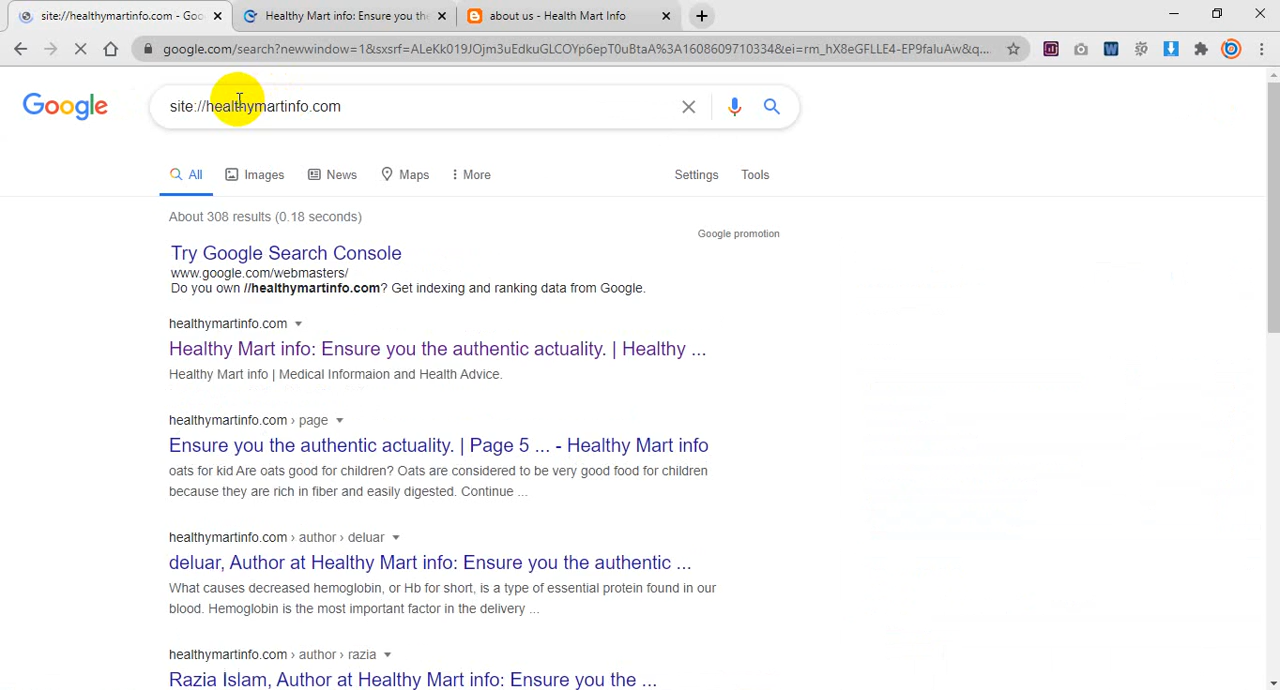 site://healthymartinfo.com - Goo
Healthy Mart info: Ensure you the
about us - Health Mart Info
google.com/search?newwindow=1&sxsrf=ALeKk019JOjm3uEdkuGLCOYp6epT0uBtaA%3A1608609710334&ei=rm_hX8eGFLLE4-EP9faIuAw&q...
Google
site://healthymartinfo.com
All Images News Maps More Settings Tools
About 308 results (0.18 seconds)
Google promotion
Try Google Search Console
www.google.com/webmasters/
Do you own //healthymartinfo.com? Get indexing and ranking data from Google.
healthymartinfo.com
Healthy Mart info: Ensure you the authentic actuality. | Healthy ...
Healthy Mart info | Medical Informaion and Health Advice.
healthymartinfo.com › page
Ensure you the authentic actuality. | Page 5 ... - Healthy Mart info
oats for kid Are oats good for children? Oats are considered to be very good food for children
because they are rich in fiber and easily digested. Continue ...
healthymartinfo.com › author › deluar
deluar, Author at Healthy Mart info: Ensure you the authentic ...
What causes decreased hemoglobin, or Hb for short, is a type of essential protein found in our
blood. Hemoglobin is the most important factor in the delivery ...
healthymartinfo.com › author › razia
Razia Islam, Author at Healthy Mart info: Ensure you the ...